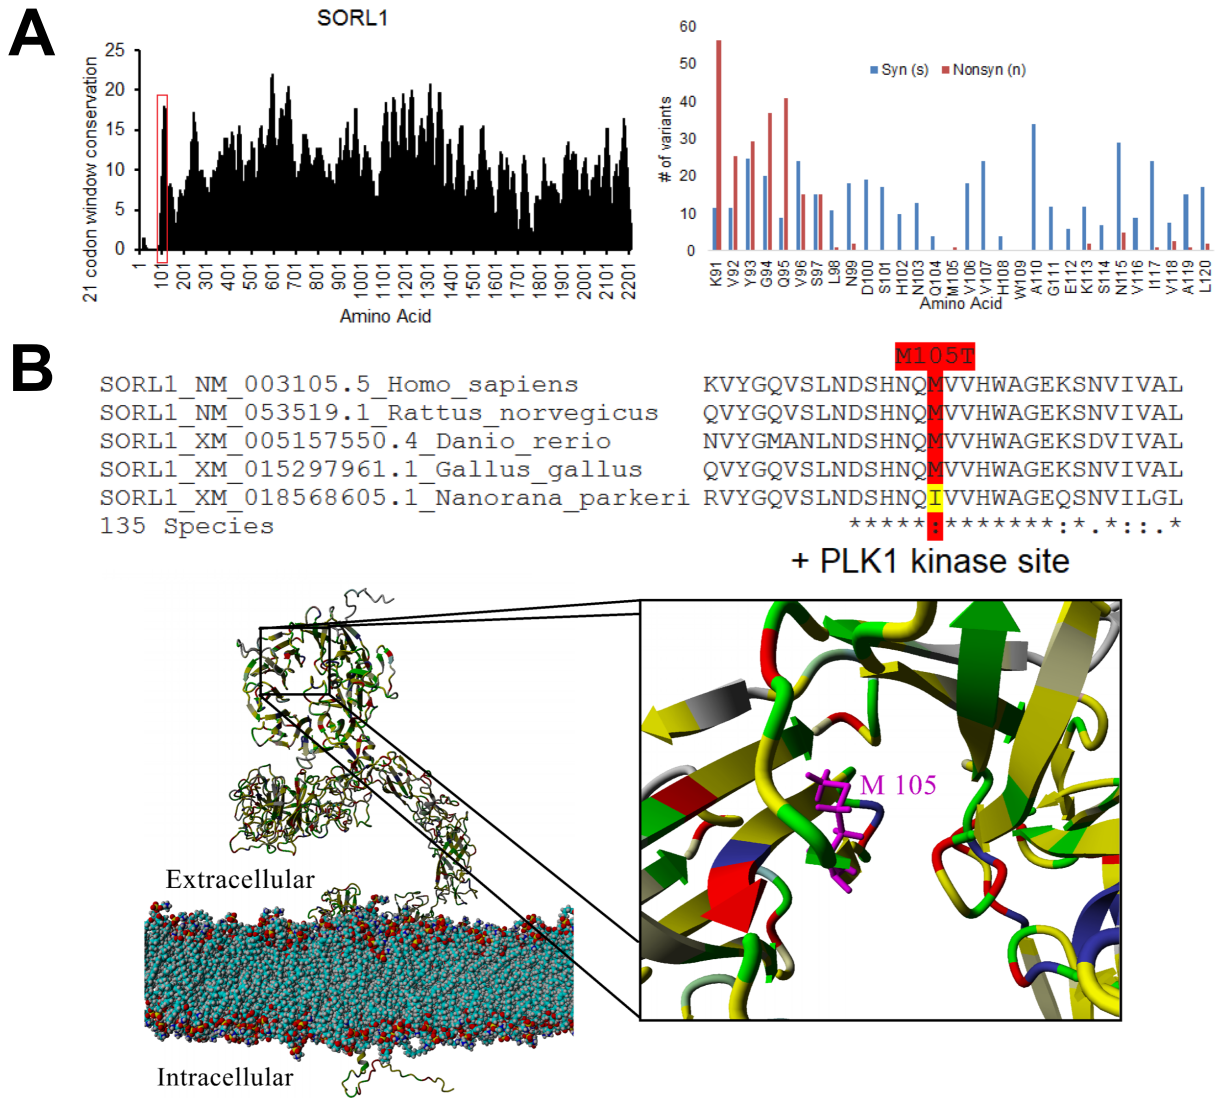 A
SORL1
21 codon window conservation
25
20
15
10
5
0
1
101
201
301
401
501
601
701
801
901
1001
1101
1201
1301
1401
1501
1601
1701
1801
1901
2001
2101
2201
Amino Acid
# of variants
60
50
40
30
20
10
0
Syn (s) Nonsyn (n)
K91
V92
Y93
G94
Q95
V96
S97
L98
N99
D100
S101
H102
N103
Q104
M105
V106
V107
H108
W109
A110
G111
E112
K113
S114
N115
V116
I117
V118
A119
L120
Amino Acid
B
M105T
SORL1_NM_003105.5_Homo_sapiens KVYGQVSLNDSHNQMVVHWAGEKSNVIVAL
SORL1_NM_053519.1_Rattus_norvegicus QVYGQVSLNDSHNQMVVHWAGEKSNVIVAL
SORL1_XM_005157550.4_Danio_rerio NVYGMANLNDSHNQMVVHWAGEKSDVIVAL
SORL1_XM_015297961.1_Gallus_gallus QVYGQVSLNDSHNQMVVHWAGEKSNVIVAL
SORL1_XM_018568605.1_Nanorana_parkeri RVYGQVSLNDSHNQIVVHWAGEQSNVILGL
135 Species *****:*******:*.*::.*
+ PLK1 kinase site
M 105
Extracellular
Intracellular